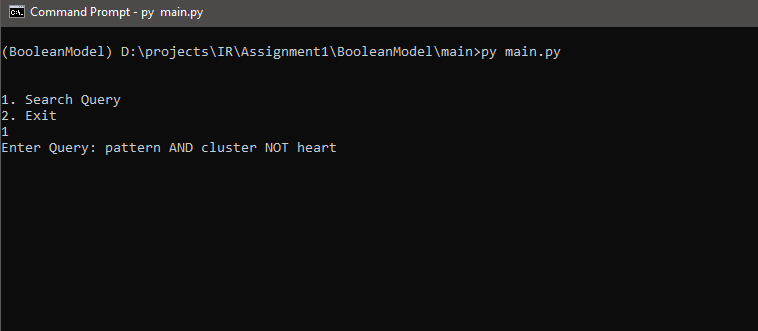 Command Prompt - py  main.py
(BooleanModel) D:\projects\IR\Assignment1\BooleanModel\main>py main.py
1. Search Query
2. Exit
1
Enter Query: pattern AND cluster NOT heart